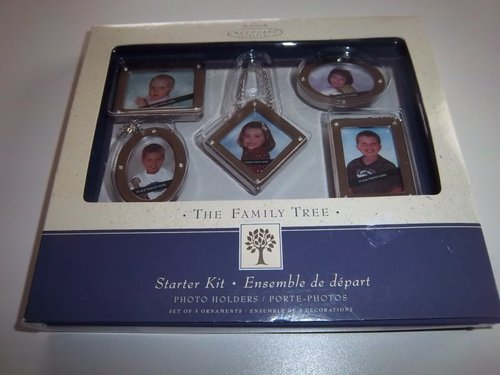 KEEPSAKE
· THE FAMILY TREE ·
Starter Kit · Ensemble de départ
PHOTO HOLDERS / PORTE-PHOTOS
SET OF 5 ORNAMENTS / ENSEMBLE DE 5 DÉCORATIONS